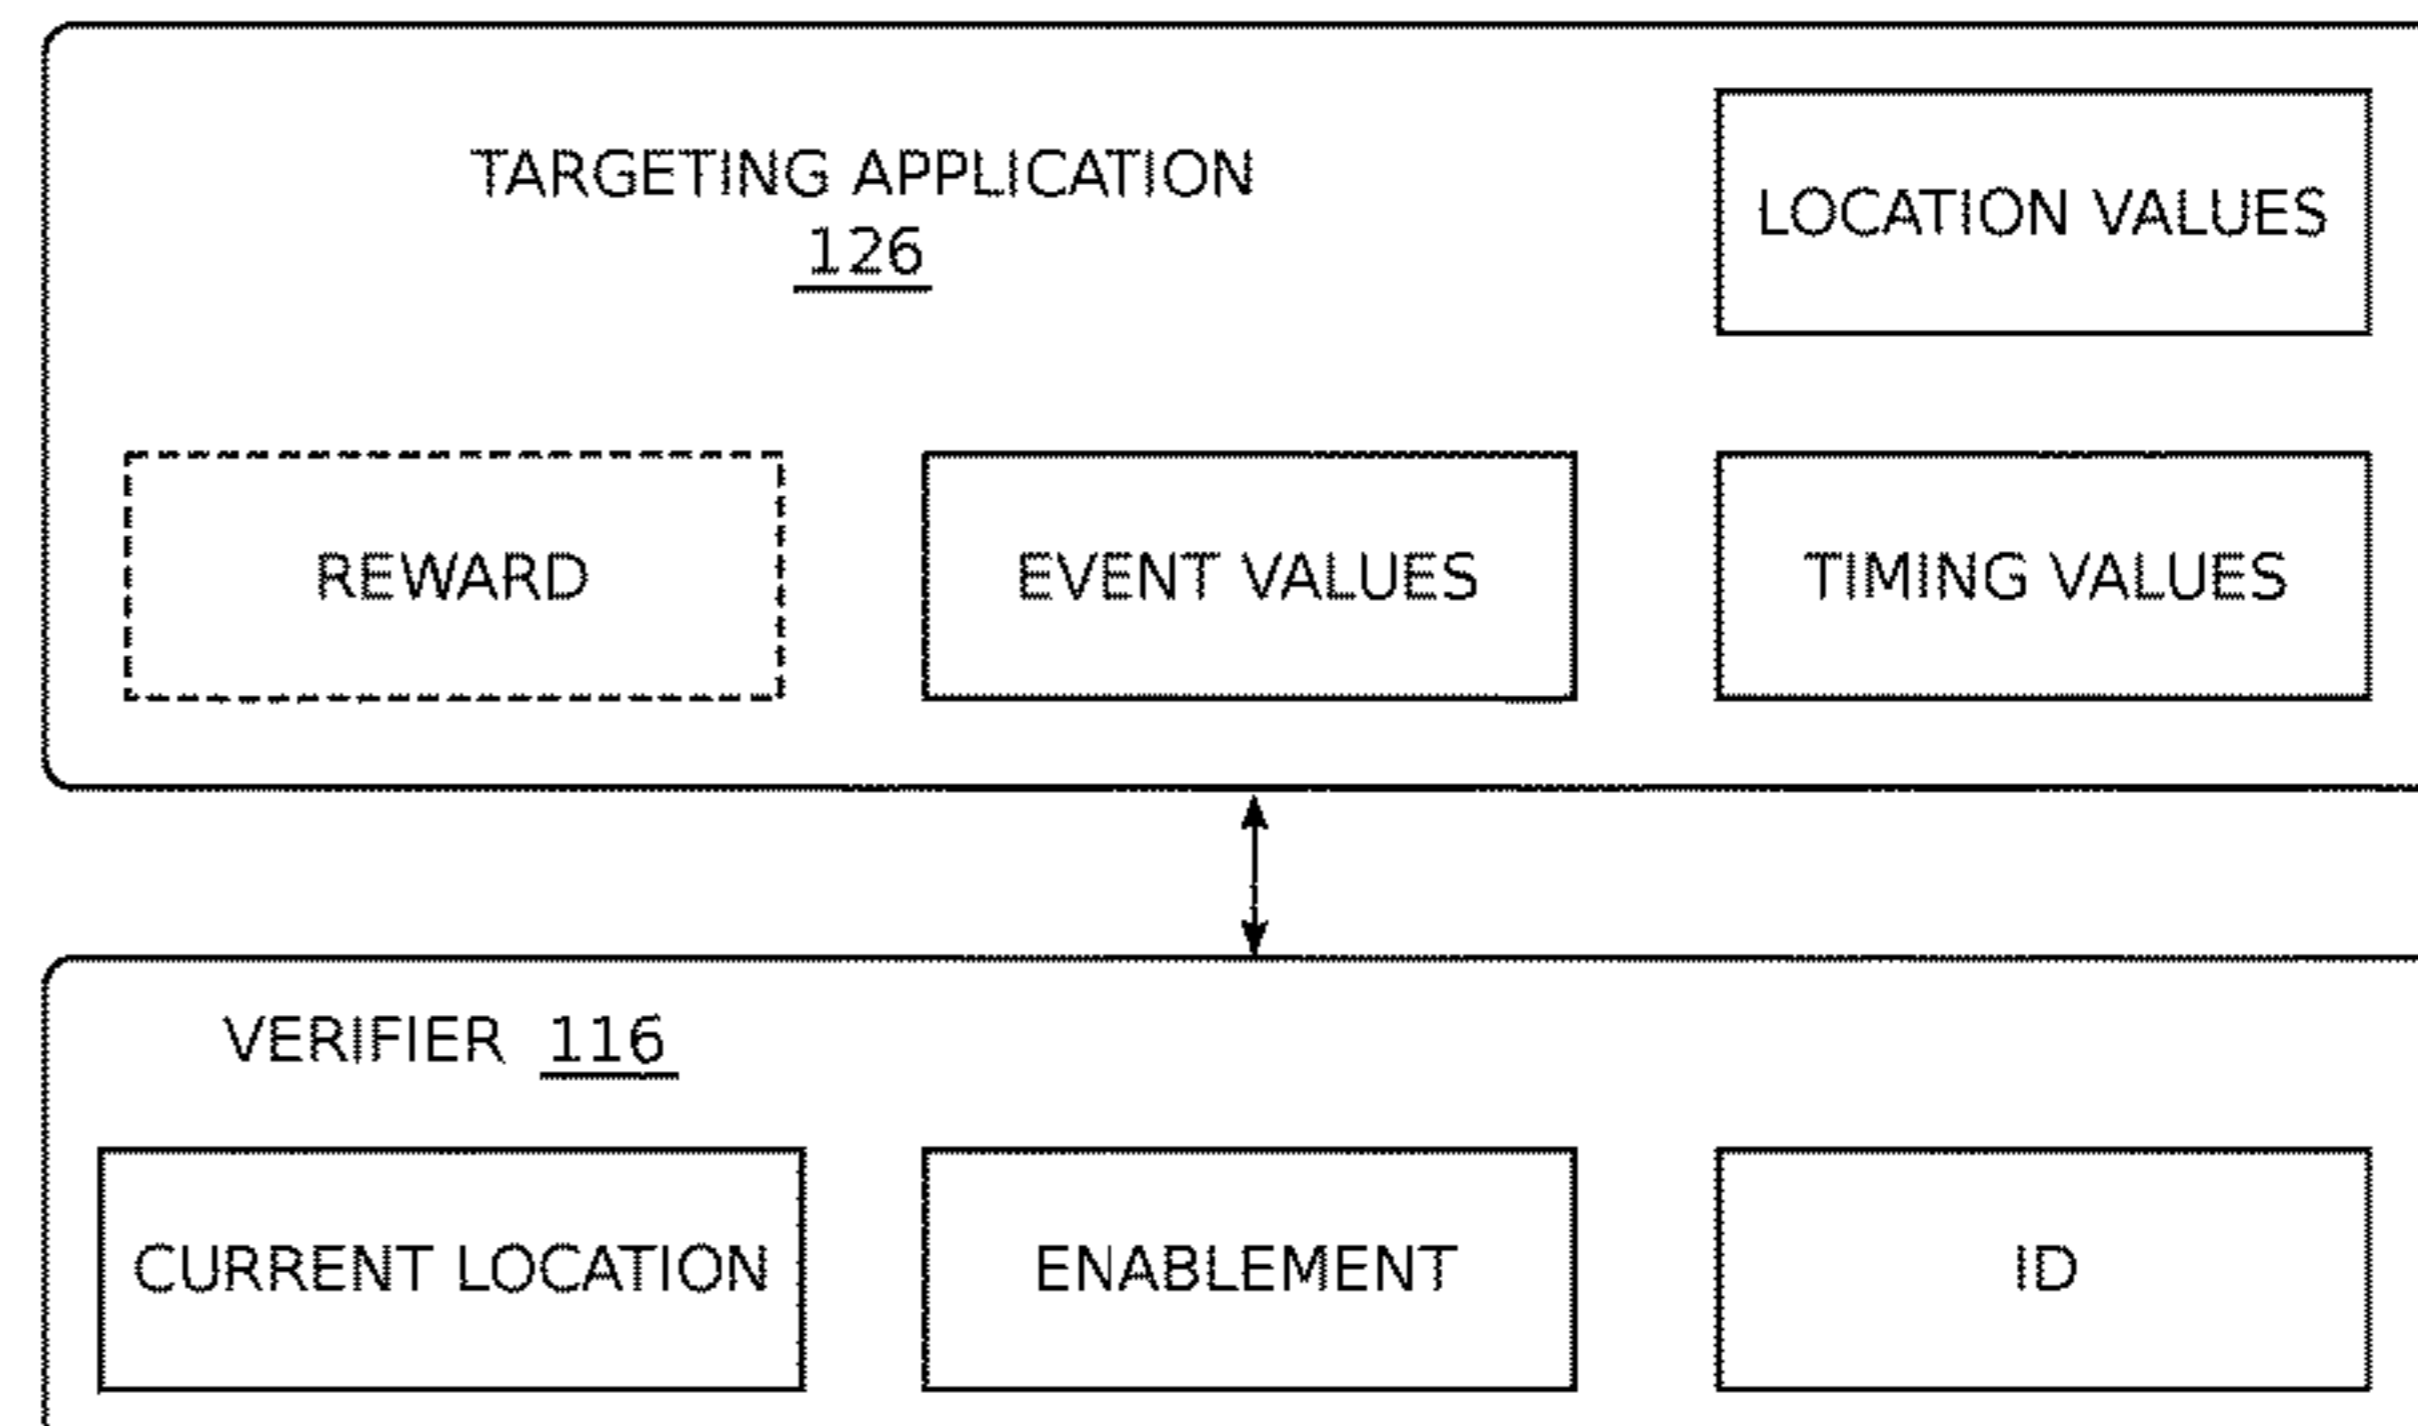 TARGETING APPLICATION
126
LOCATION VALUES
REWARD
EVENT VALUES
TIMING VALUES
VERIFIER 116
CURRENT LOCATION
ENABLEMENT
ID